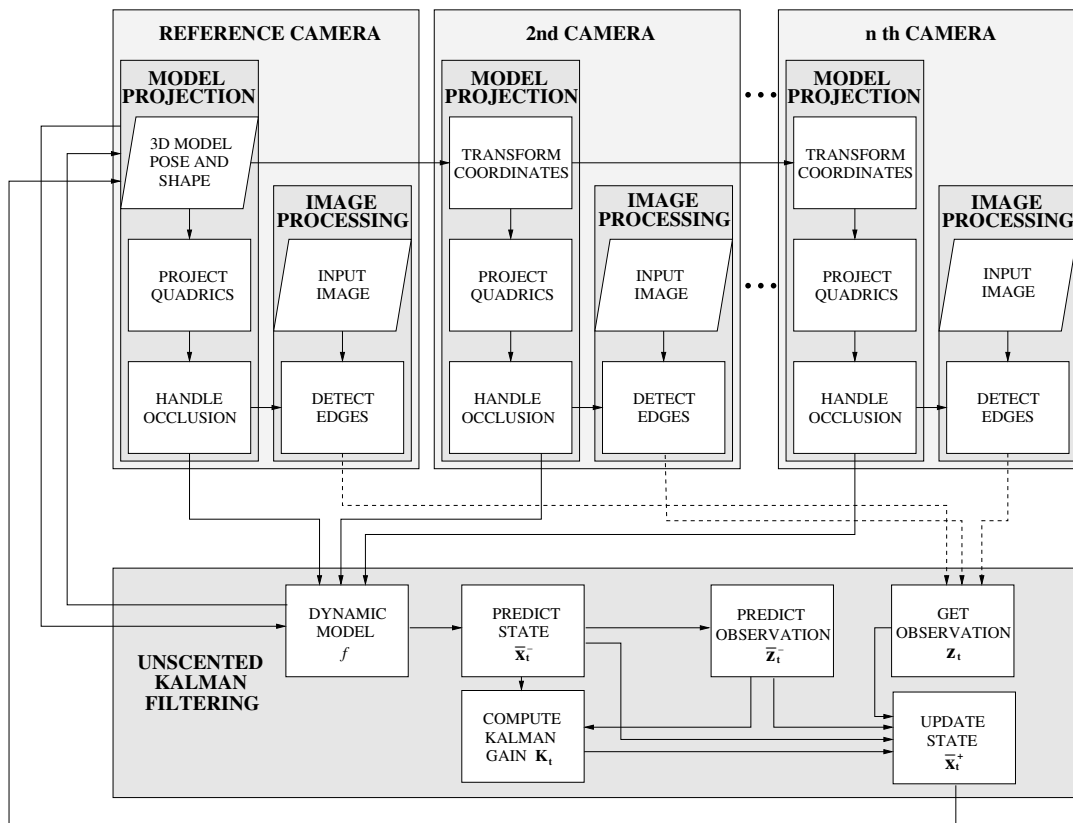 REFERENCE CAMERA
MODEL
PROJECTION
3D MODEL
POSE AND
SHAPE
PROJECT
QUADRICS
HANDLE
OCCLUSION
IMAGE
PROCESSING
INPUT
IMAGE
DETECT
EDGES
2nd CAMERA
MODEL
PROJECTION
TRANSFORM
COORDINATES
PROJECT
QUADRICS
HANDLE
OCCLUSION
IMAGE
PROCESSING
INPUT
IMAGE
DETECT
EDGES
n th CAMERA
MODEL
PROJECTION
TRANSFORM
COORDINATES
PROJECT
QUADRICS
HANDLE
OCCLUSION
IMAGE
PROCESSING
INPUT
IMAGE
DETECT
EDGES
UNSCENTED
KALMAN
FILTERING
DYNAMIC
MODEL
f
PREDICT
STATE
x̄ₜ⁻
PREDICT
OBSERVATION
z̄ₜ⁻
GET
OBSERVATION
zₜ
COMPUTE
KALMAN
GAIN Kₜ
UPDATE
STATE
x̄ₜ⁺